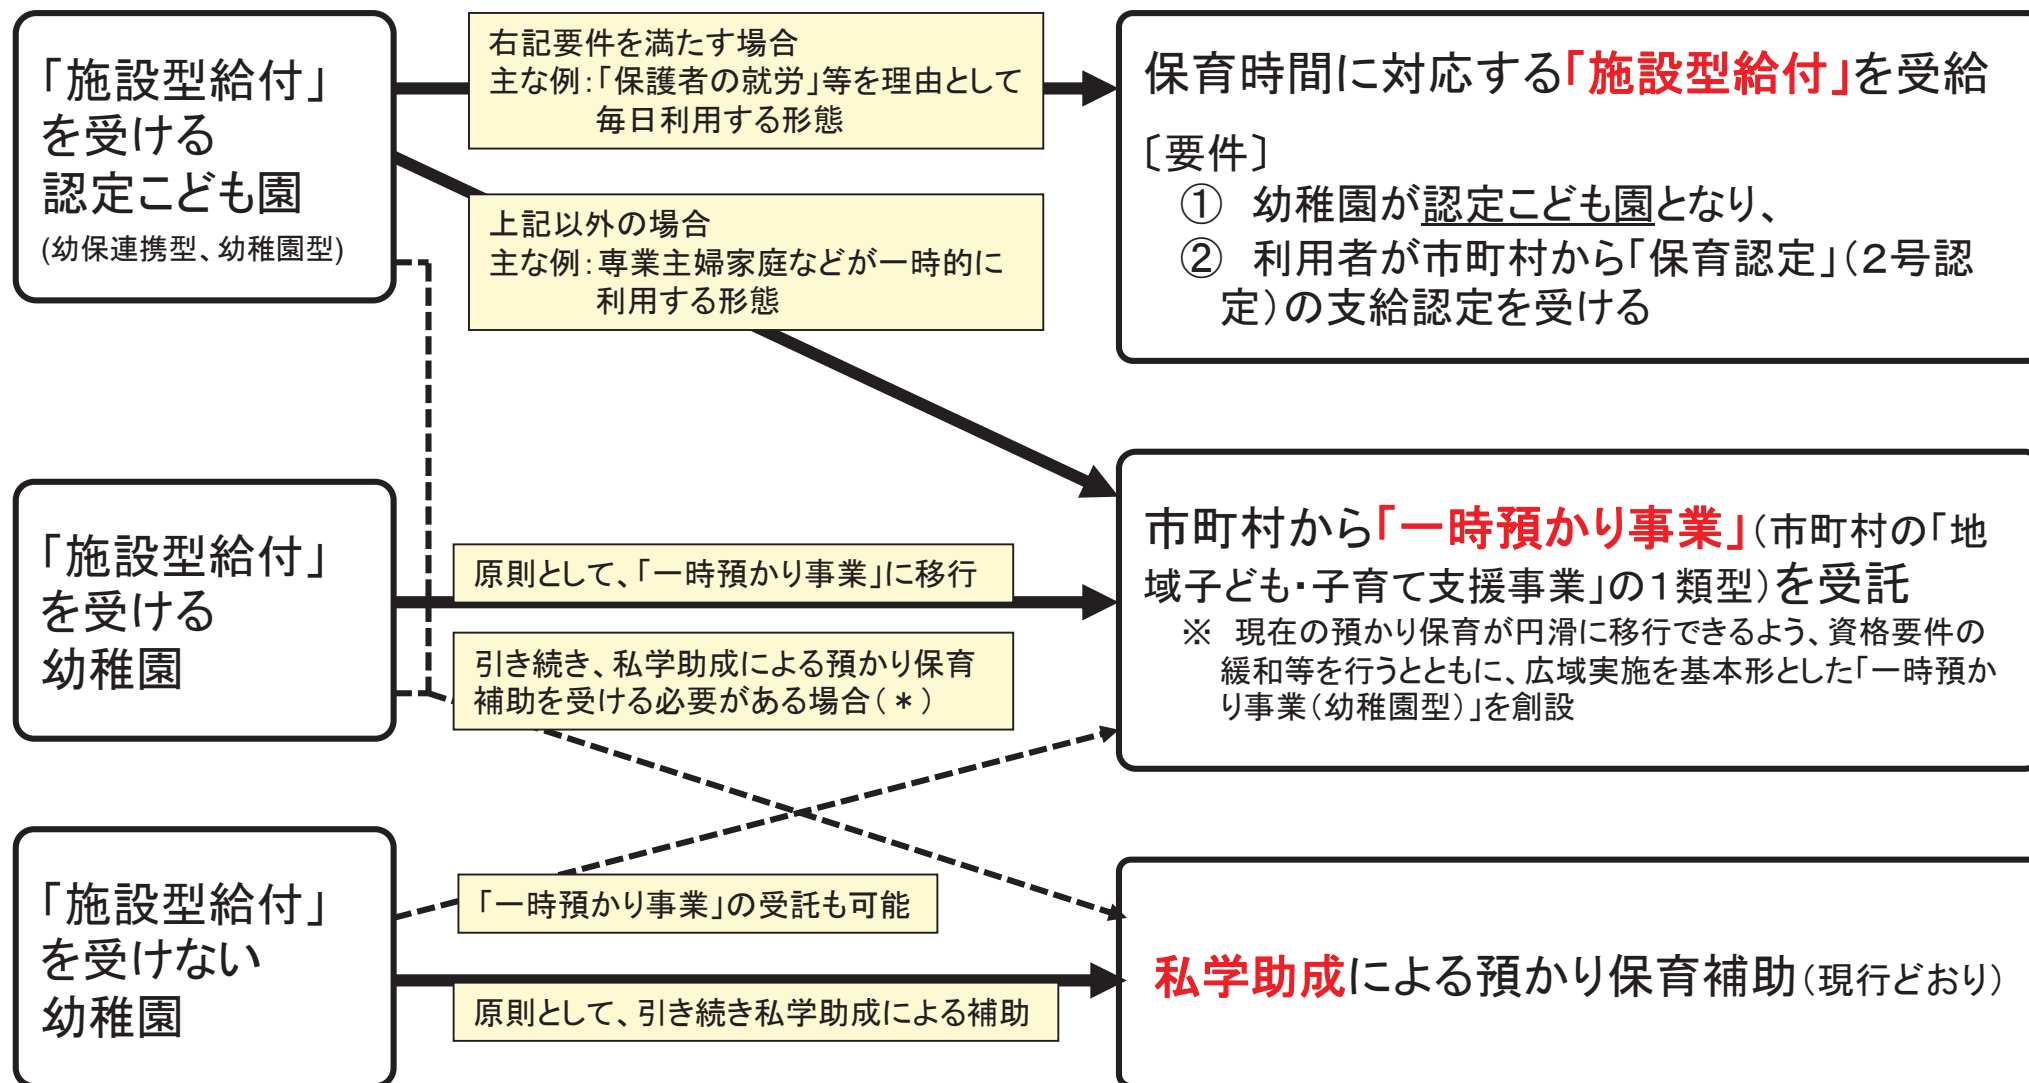 「施設型給付」
を受ける
認定こども園
(幼保連携型、幼稚園型)
右記要件を満たす場合
主な例：「保護者の就労」等を理由として
毎日利用する形態
上記以外の場合
主な例：専業主婦家庭などが一時的に
利用する形態
保育時間に対応する「施設型給付」を受給
〔要件〕
① 幼稚園が認定こども園となり、
② 利用者が市町村から「保育認定」（２号認
定）の支給認定を受ける
「施設型給付」
を受ける
幼稚園
原則として、「一時預かり事業」に移行
引き続き、私学助成による預かり保育
補助を受ける必要がある場合（＊）
市町村から「一時預かり事業」（市町村の「地
域子ども・子育て支援事業」の１類型）を受託
※ 現在の預かり保育が円滑に移行できるよう、資格要件の
緩和等を行うとともに、広域実施を基本形とした「一時預か
り事業（幼稚園型）」を創設
「施設型給付」
を受けない
幼稚園
「一時預かり事業」の受託も可能
原則として、引き続き私学助成による補助
私学助成による預かり保育補助（現行どおり）